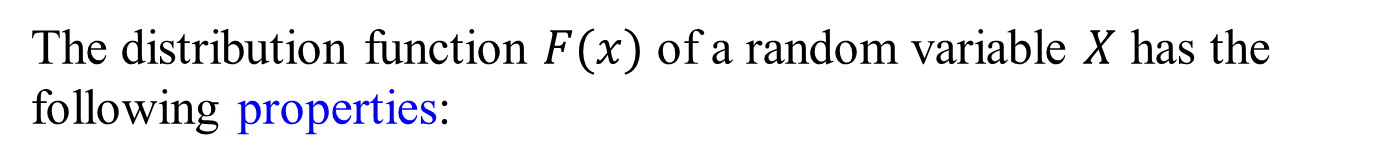 The distribution function F(x) of a random variable X has the
following properties: